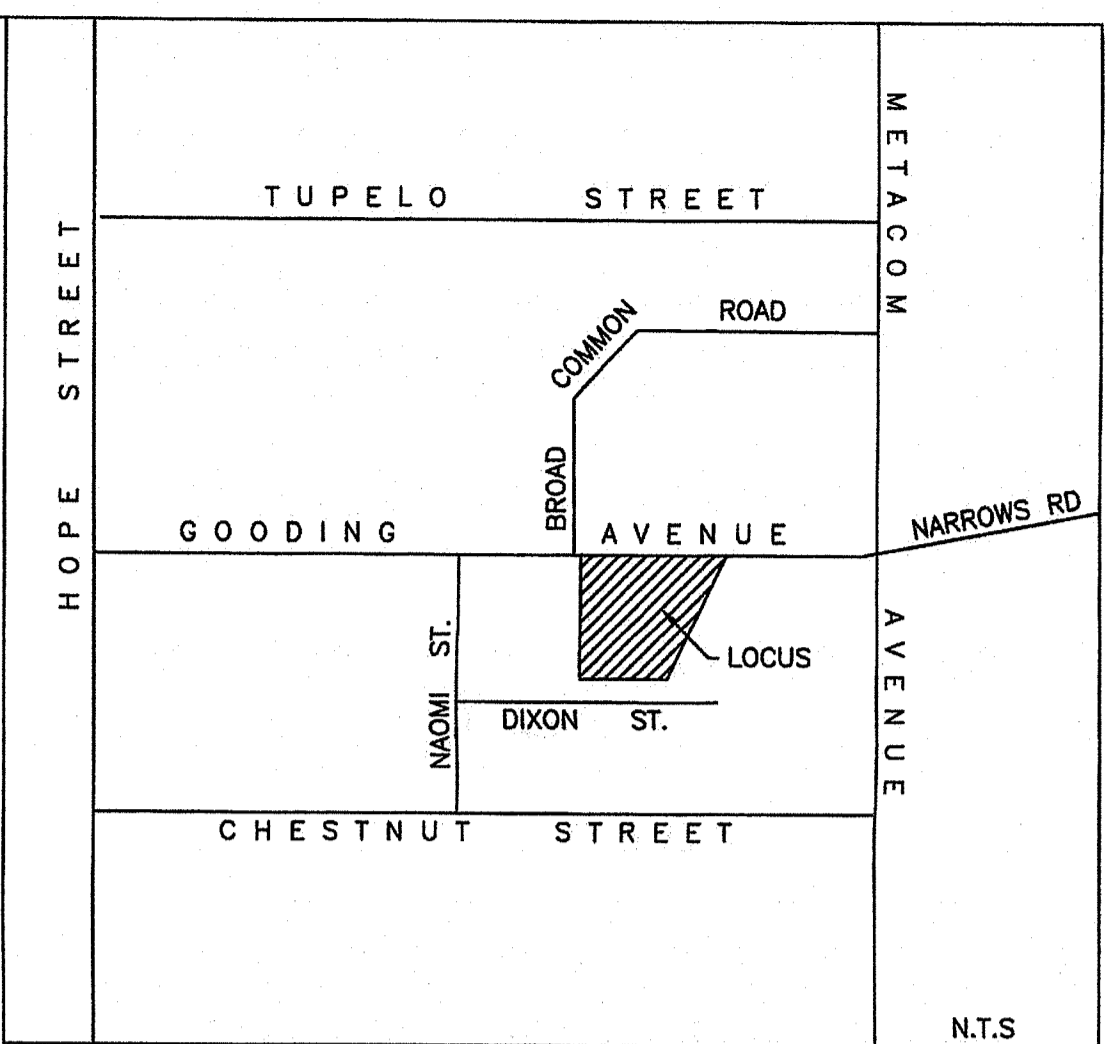 TUPELO STREET
METACOM AVENUE
HOPE STREET
BROAD COMMON ROAD
GOODING AVENUE
NARROWS RD
NAOMI ST.
LOCUS
DIXON ST.
CHESTNUT STREET
N.T.S